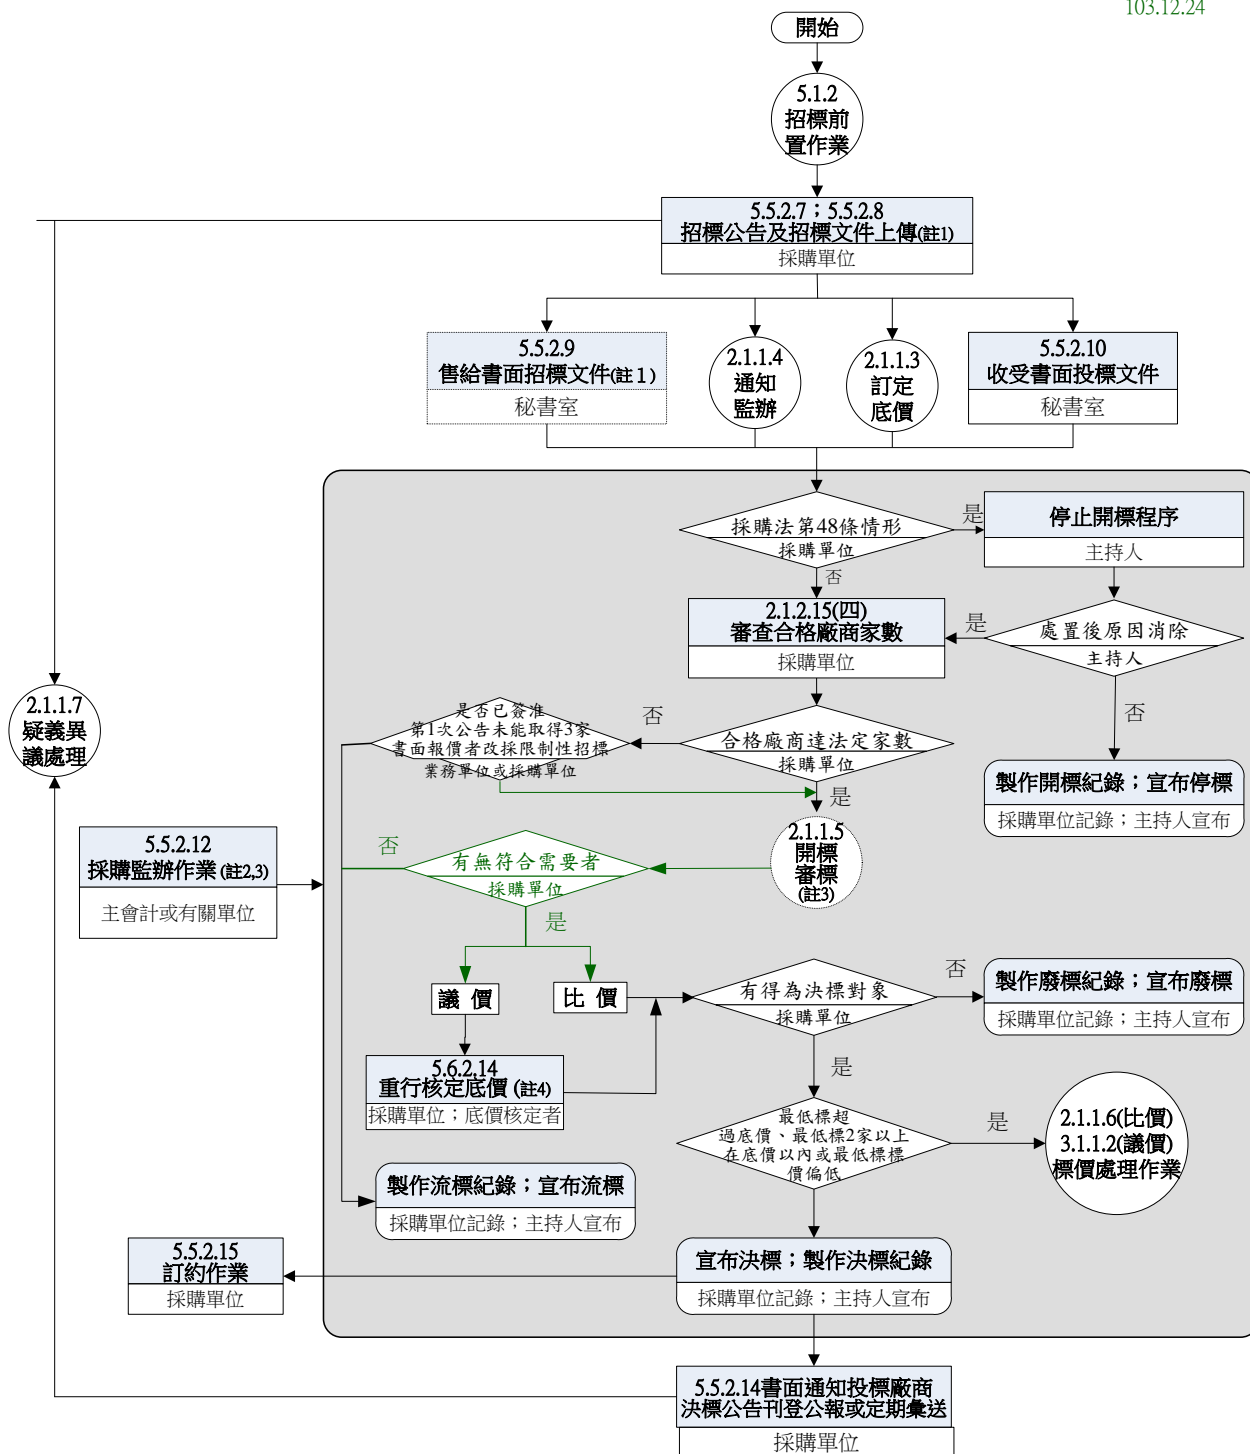 103.12.24
開始
5.1.2
招標前
置作業
5.5.2.7；5.5.2.8
招標公告及招標文件上傳(註1)
採購單位
5.5.2.9
售給書面招標文件(註１)
秘書室
2.1.1.4
通知
監辦
2.1.1.3
訂定
底價
5.5.2.10
收受書面投標文件
秘書室
採購法第48條情形
採購單位
是
否
停止開標程序
主持人
2.1.2.15(四)
審查合格廠商家數
採購單位
是
處置後原因消除
主持人
否
2.1.1.7
疑義異
議處理
是否已簽准
第1次公告未能取得3家
書面報價者改採限制性招標
業務單位或採購單位
否
合格廠商達法定家數
採購單位
是
製作開標紀錄；宣布停標
採購單位記錄；主持人宣布
5.5.2.12
採購監辦作業(註2,3)
主會計或有關單位
否
有無符合需要者
採購單位
是
2.1.1.5
開標
審標
(註3)
議 價
比 價
有得為決標對象
採購單位
否
製作廢標紀錄；宣布廢標
採購單位記錄；主持人宣布
是
5.6.2.14
重行核定底價(註4)
採購單位；底價核定者
最低標超
過底價、最低標2家以上
在底價以內或最低標標
價偏低
是
2.1.1.6(比價)
3.1.1.2(議價)
標價處理作業
製作流標紀錄；宣布流標
採購單位記錄；主持人宣布
5.5.2.15
訂約作業
採購單位
宣布決標；製作決標紀錄
採購單位記錄；主持人宣布
5.5.2.14書面通知投標廠商
決標公告刊登公報或定期彙送
採購單位